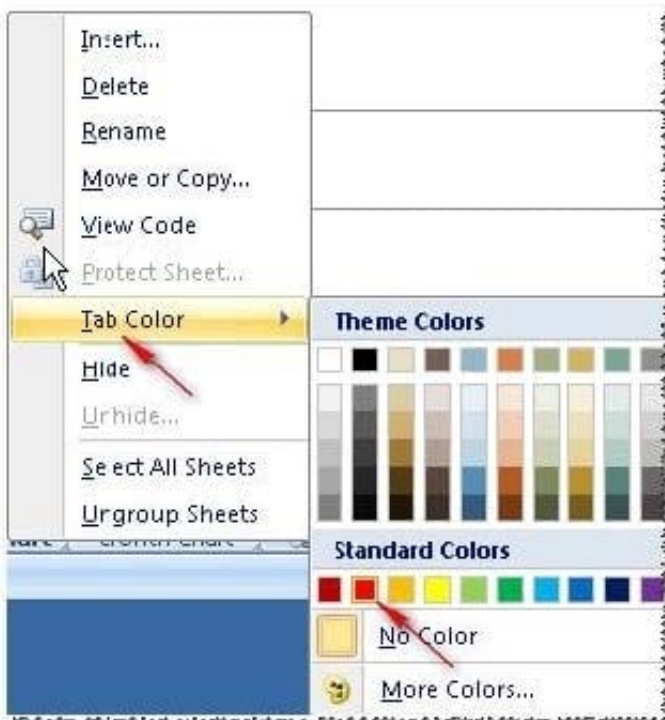 Insert...
Delete
Rename
Move or Copy...
View Code
Protect Sheet...
Tab Color
Hide
Unhide...
Select All Sheets
Ungroup Sheets
Theme Colors
Standard Colors
No Color
More Colors...